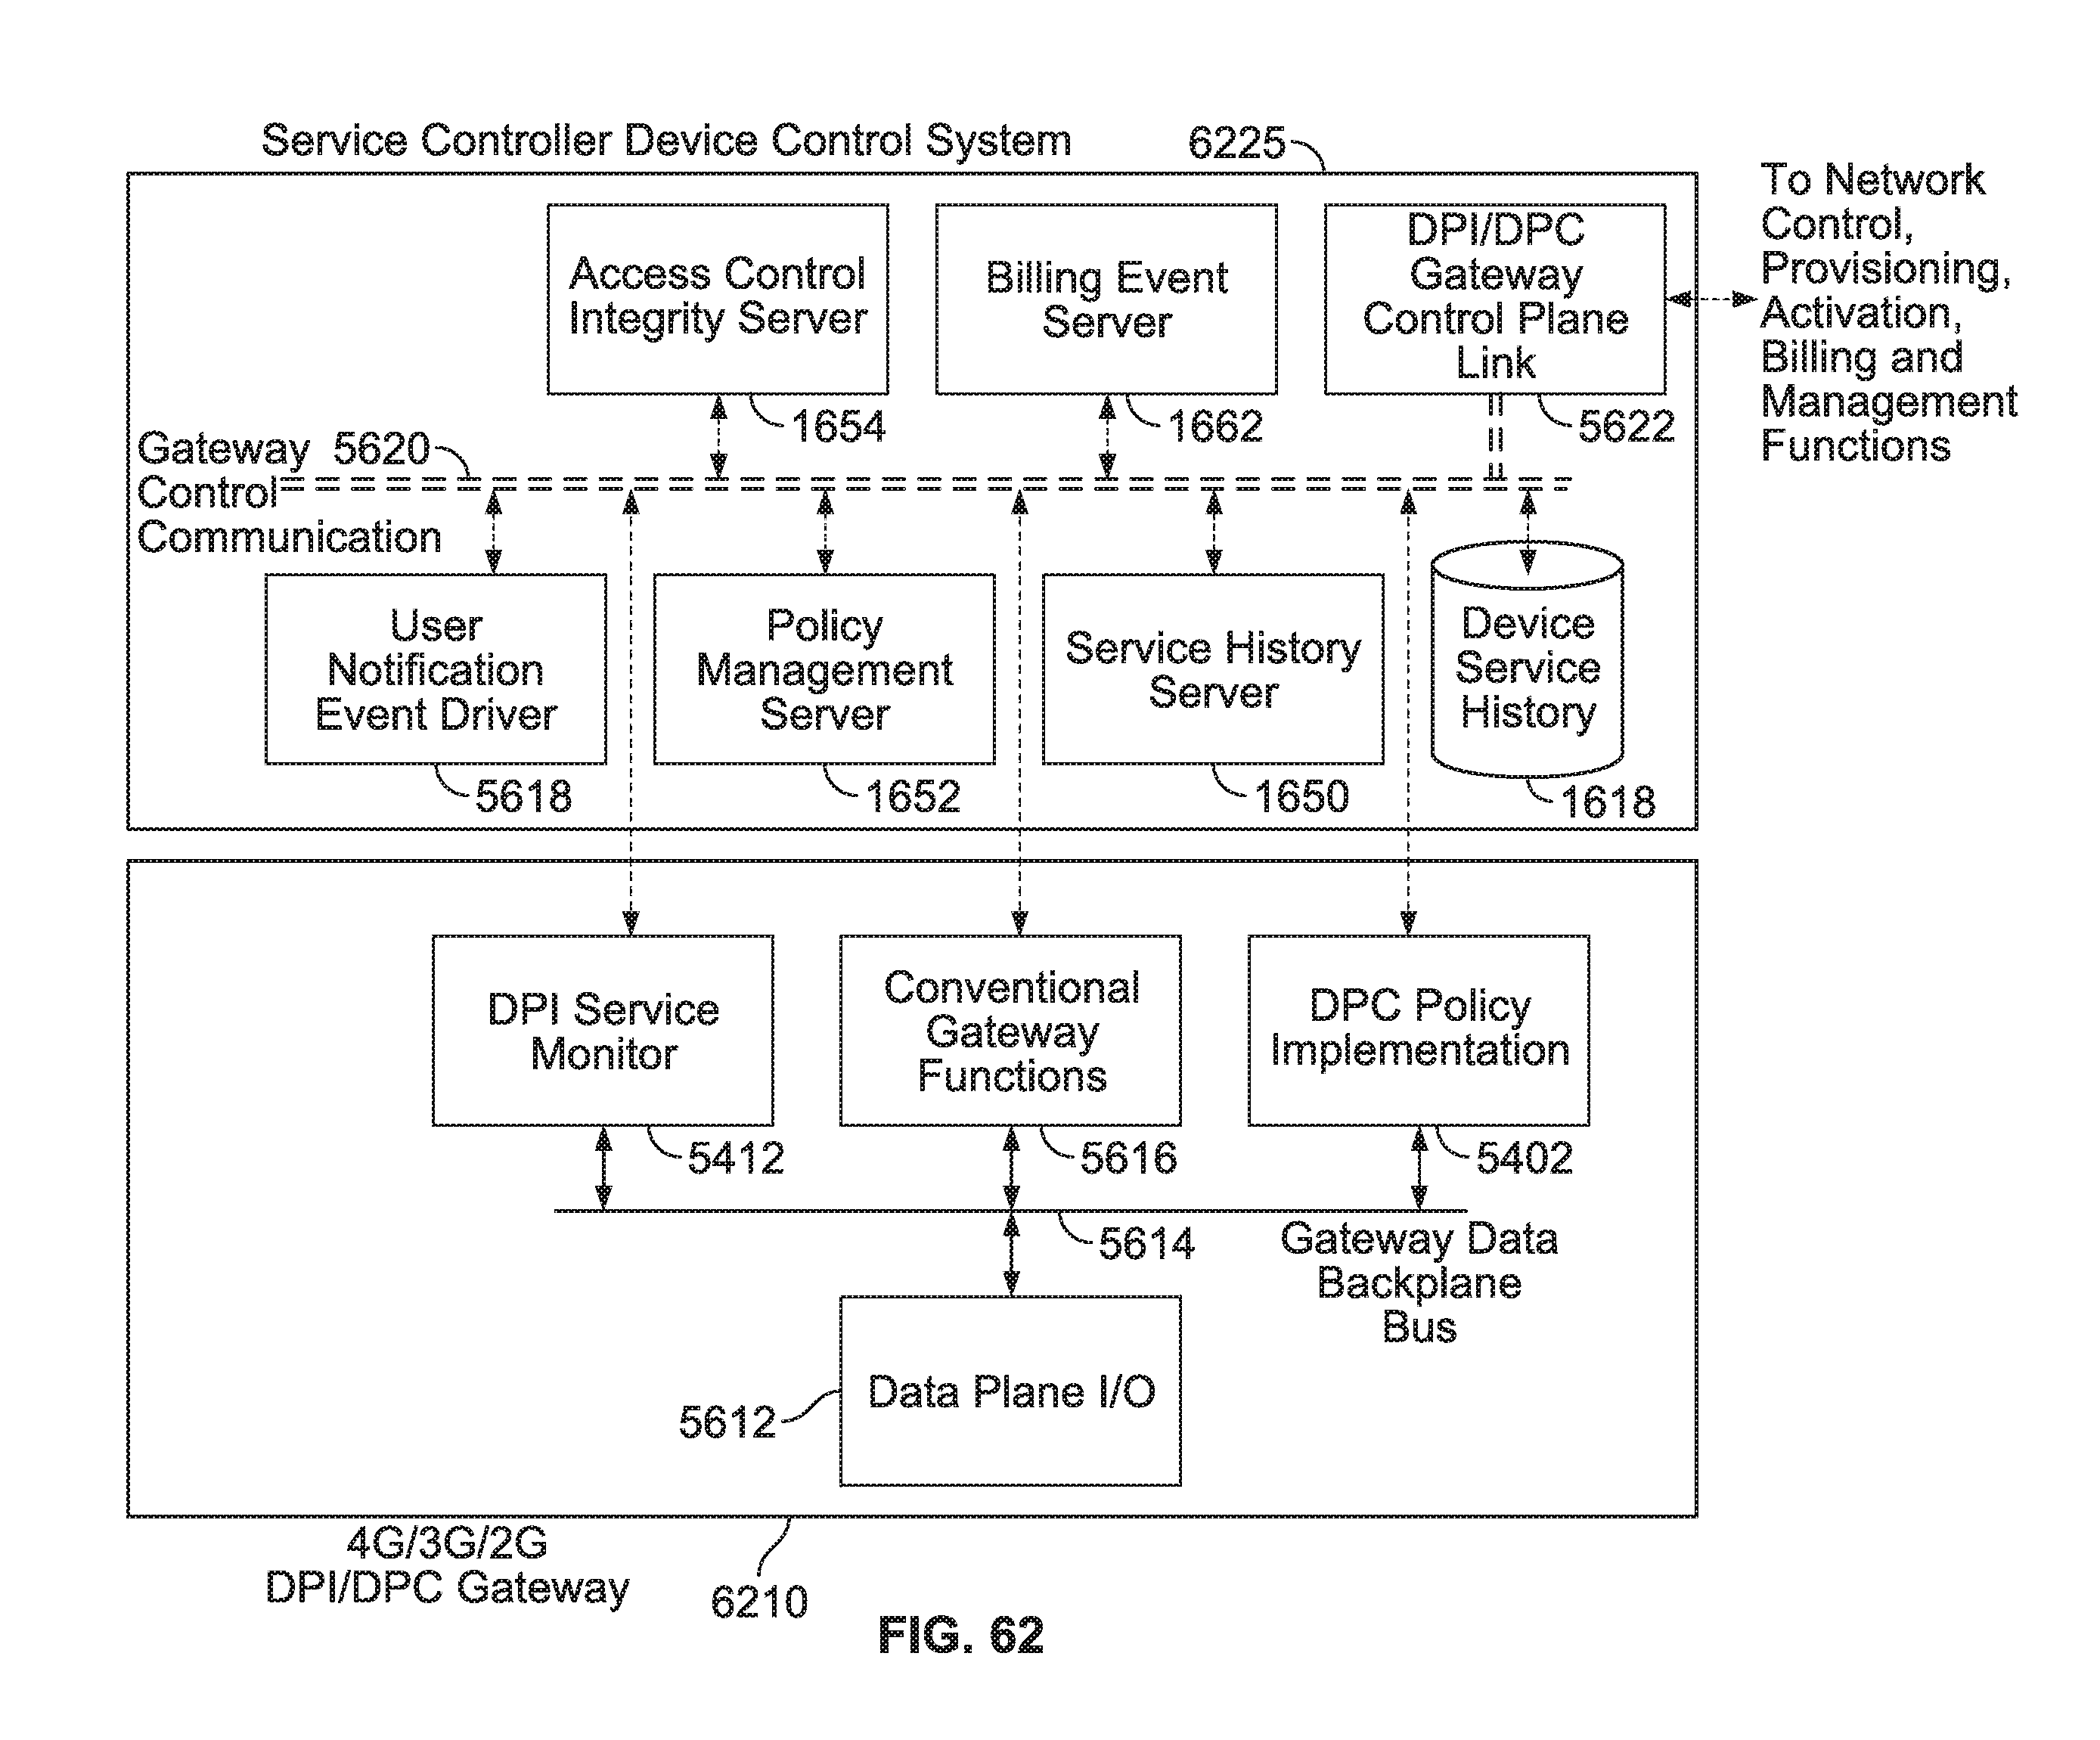 Service Controller Device Control System
6225
To Network
Control,
Provisioning,
Activation,
Billing and
Management
Functions
Access Control
Integrity Server
1654
Billing Event
Server
1662
DPI/DPC
Gateway
Control Plane
Link
5622
Gateway
Control
Communication
5620
User
Notification
Event Driver
5618
Policy
Management
Server
1652
Service History
Server
1650
Device
Service
History
1618
DPI Service
Monitor
5412
Conventional
Gateway
Functions
5616
DPC Policy
Implementation
5402
5614
Gateway Data
Backplane
Bus
Data Plane I/O
5612
4G/3G/2G
DPI/DPC Gateway
6210
FIG. 62